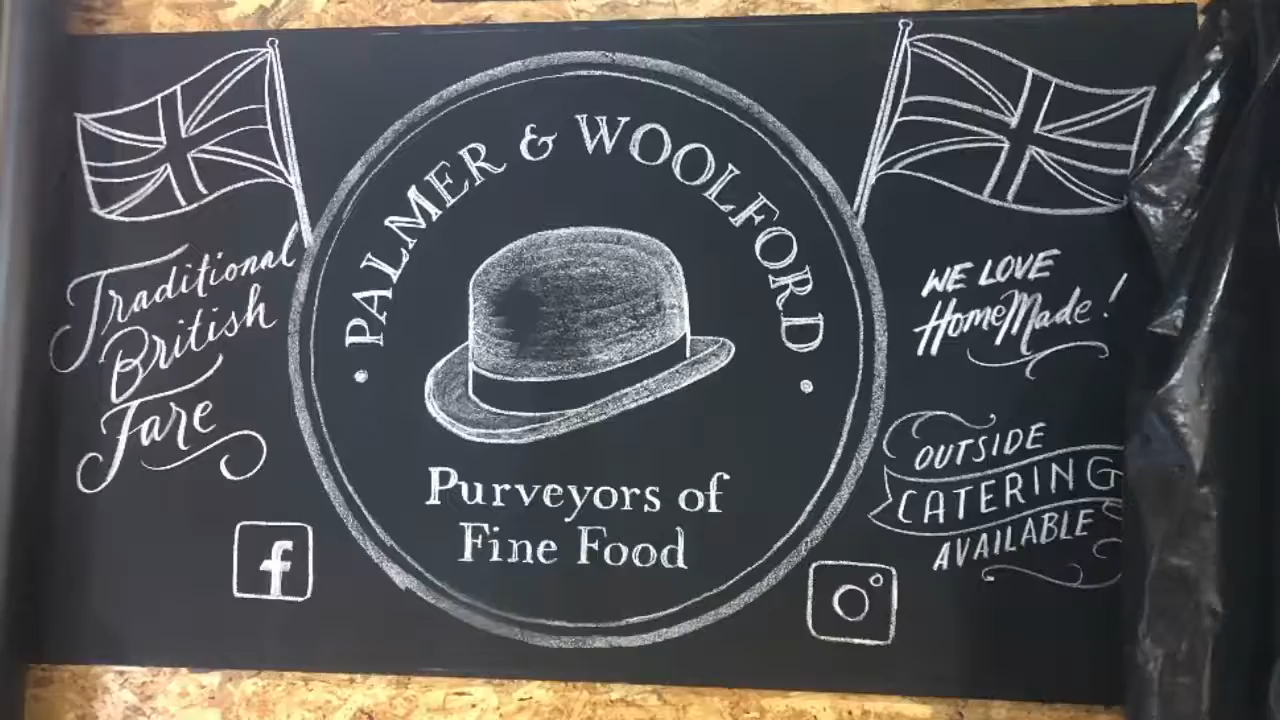 PALMER & WOOLFORD
Purveyors of
Fine Food
Traditional
British
Fare
WE LOVE
HomeMade!
OUTSIDE
CATERING
AVAILABLE
f